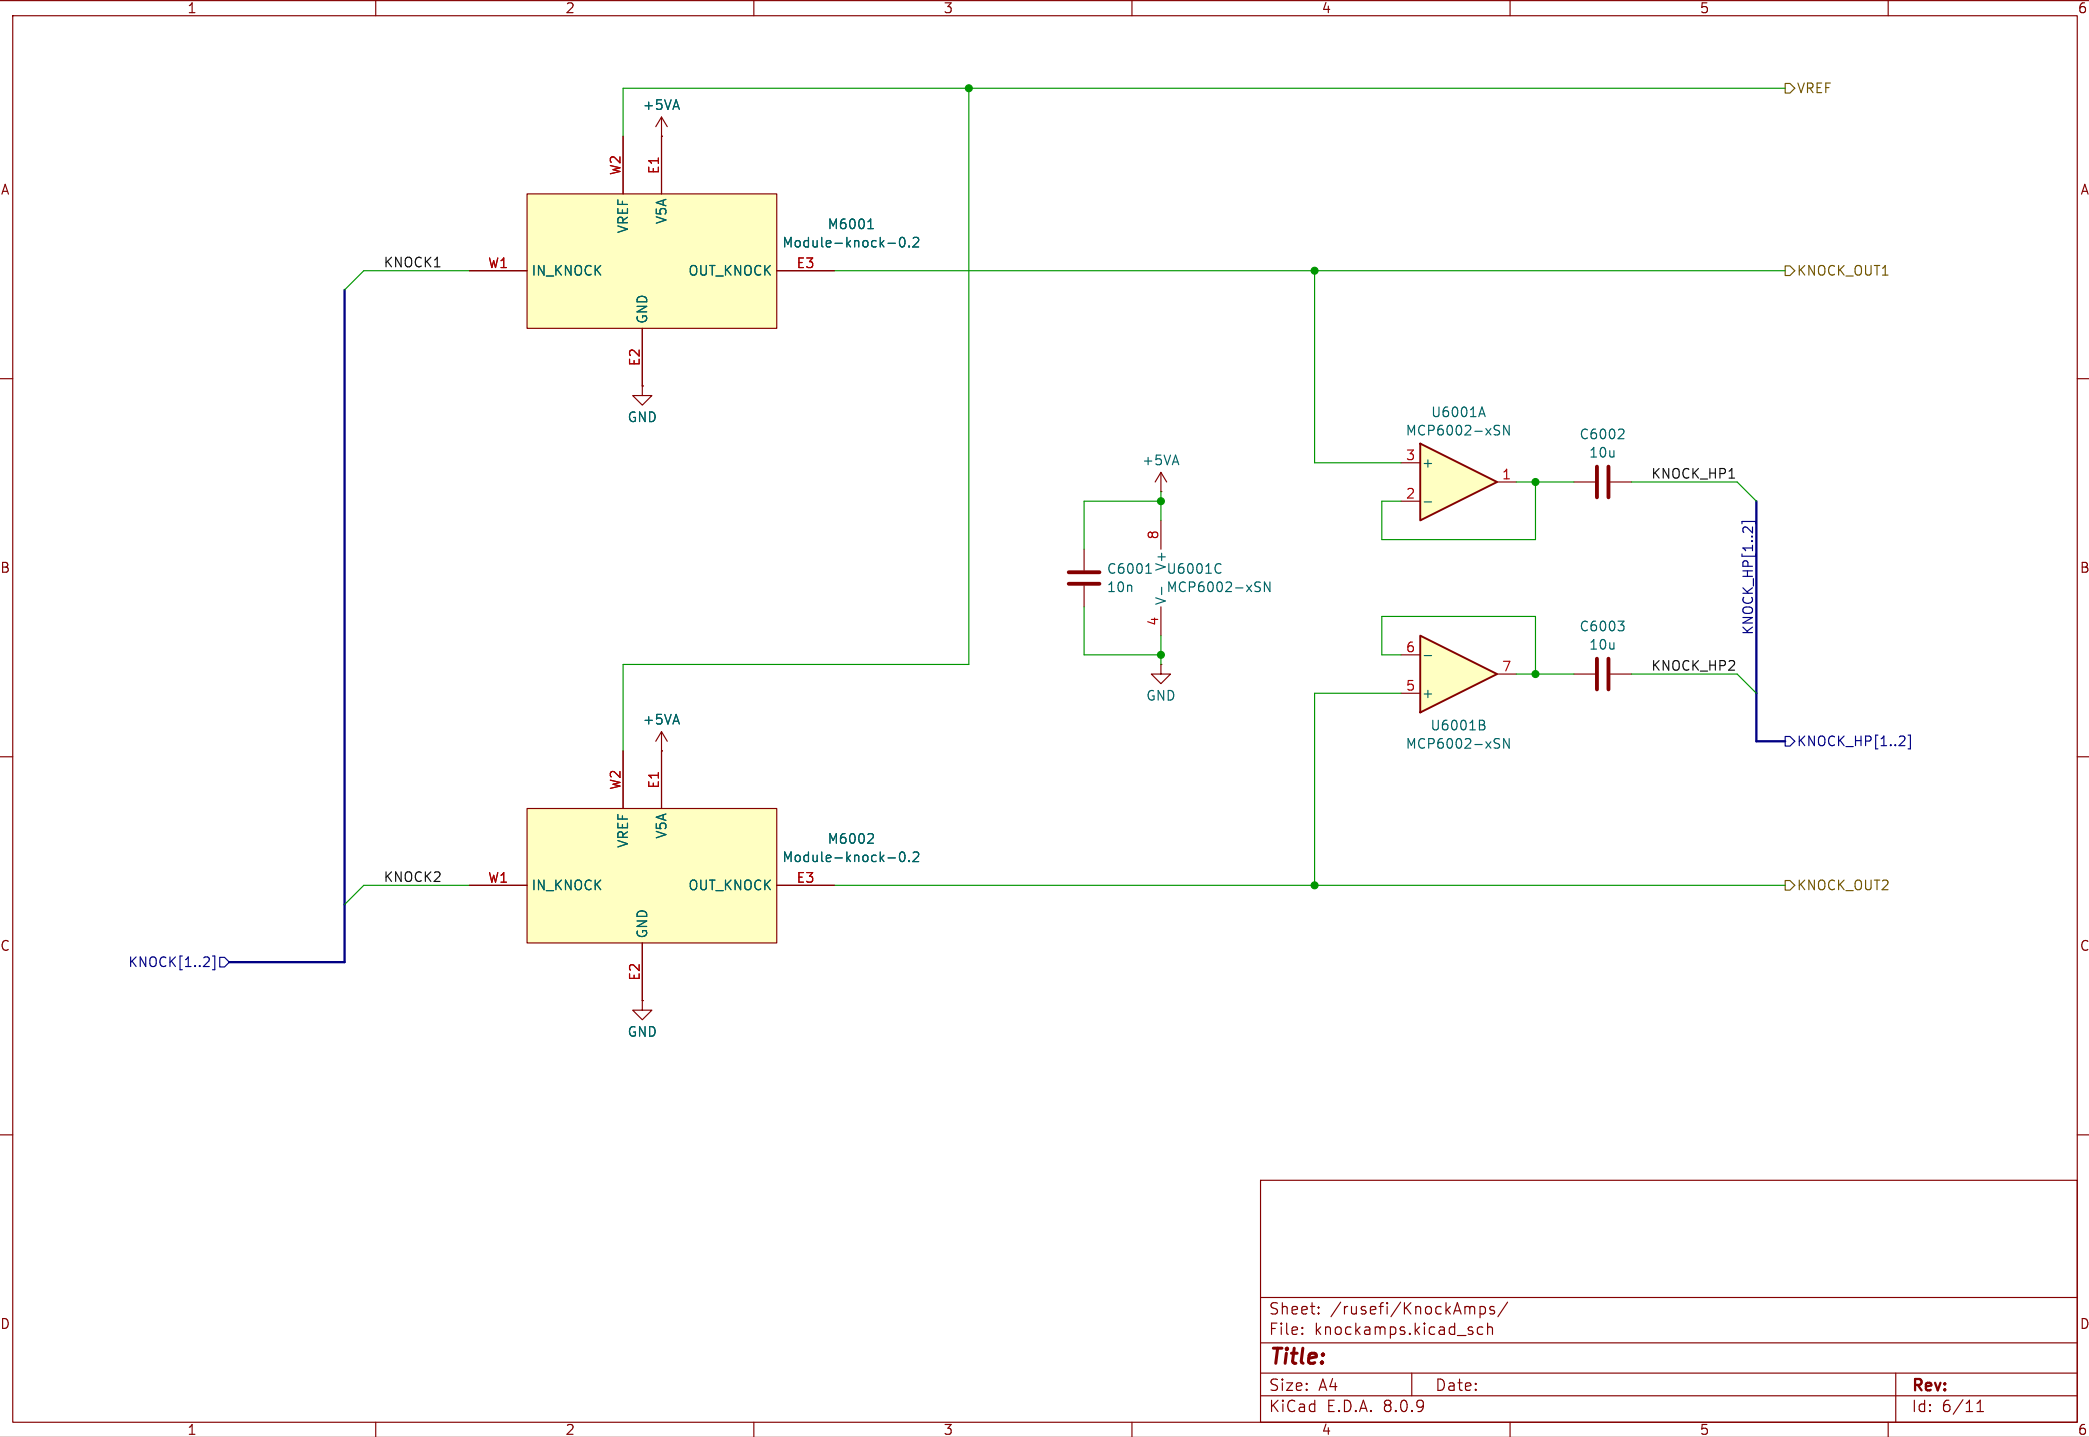 1 2 3 4 5 6
A A
B B
C C
D D
1 2 3 4 5 6
VREF
+5VA
W2
E1
VREF
V5A
M6001
Module-knock-0.2
KNOCK1
W1
IN_KNOCK
OUT_KNOCK
E3
KNOCK_OUT1
GND
E2
GND
U6001A
MCP6002-xSN
3
+
2
−
1
C6002
10u
KNOCK_HP1
+5VA
8
V+
C6001
10n
U6001C
MCP6002-xSN
V-
4
GND
KNOCK_HP[1..2]
C6003
10u
6
−
5
+
7
KNOCK_HP2
U6001B
MCP6002-xSN
KNOCK_HP[1..2]
+5VA
W2
E1
VREF
V5A
M6002
Module-knock-0.2
KNOCK2
W1
IN_KNOCK
OUT_KNOCK
E3
KNOCK_OUT2
GND
E2
GND
KNOCK[1..2]
Sheet: /rusefi/KnockAmps/
File: knockamps.kicad_sch
Title:
Size: A4
Date:
Rev:
KiCad E.D.A. 8.0.9
Id: 6/11